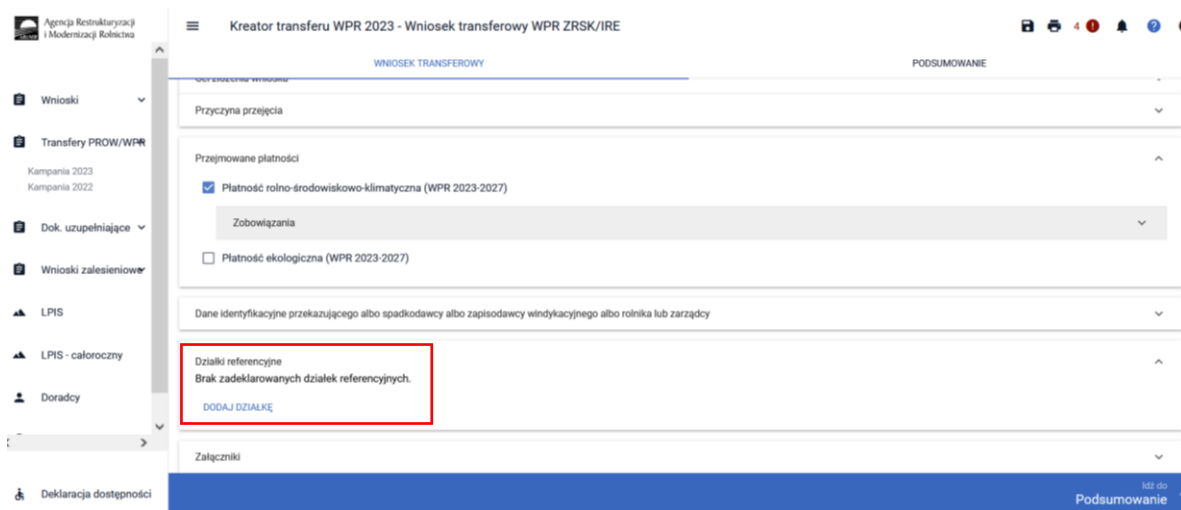 Agencja Restrukturyzacji
i Modernizacji Rolnictwa
Kreator transferu WPR 2023 - Wniosek transferowy WPR ZRSK/IRE
4
WNIOSEK TRANSFEROWY
PODSUMOWANIE
Wnioski
Transfery PROW/WPR
Kampania 2023
Kampania 2022
Dok. uzupełniające
Wnioski zalesieniowe
LPIS
LPIS - całoroczny
Doradcy
Deklaracja dostępności
Cel złożenia wniosku
Przyczyna przejęcia
Przejmowane płatności
Płatność rolno-środowiskowo-klimatyczna (WPR 2023-2027)
Zobowiązania
Płatność ekologiczna (WPR 2023-2027)
Dane identyfikacyjne przekazującego albo spadkodawcy albo zapisodawcy windykacyjnego albo rolnika lub zarządcy
Działki referencyjne
Brak zadeklarowanych działek referencyjnych.
DODAJ DZIAŁKĘ
Załączniki
Idź do
Podsumowanie